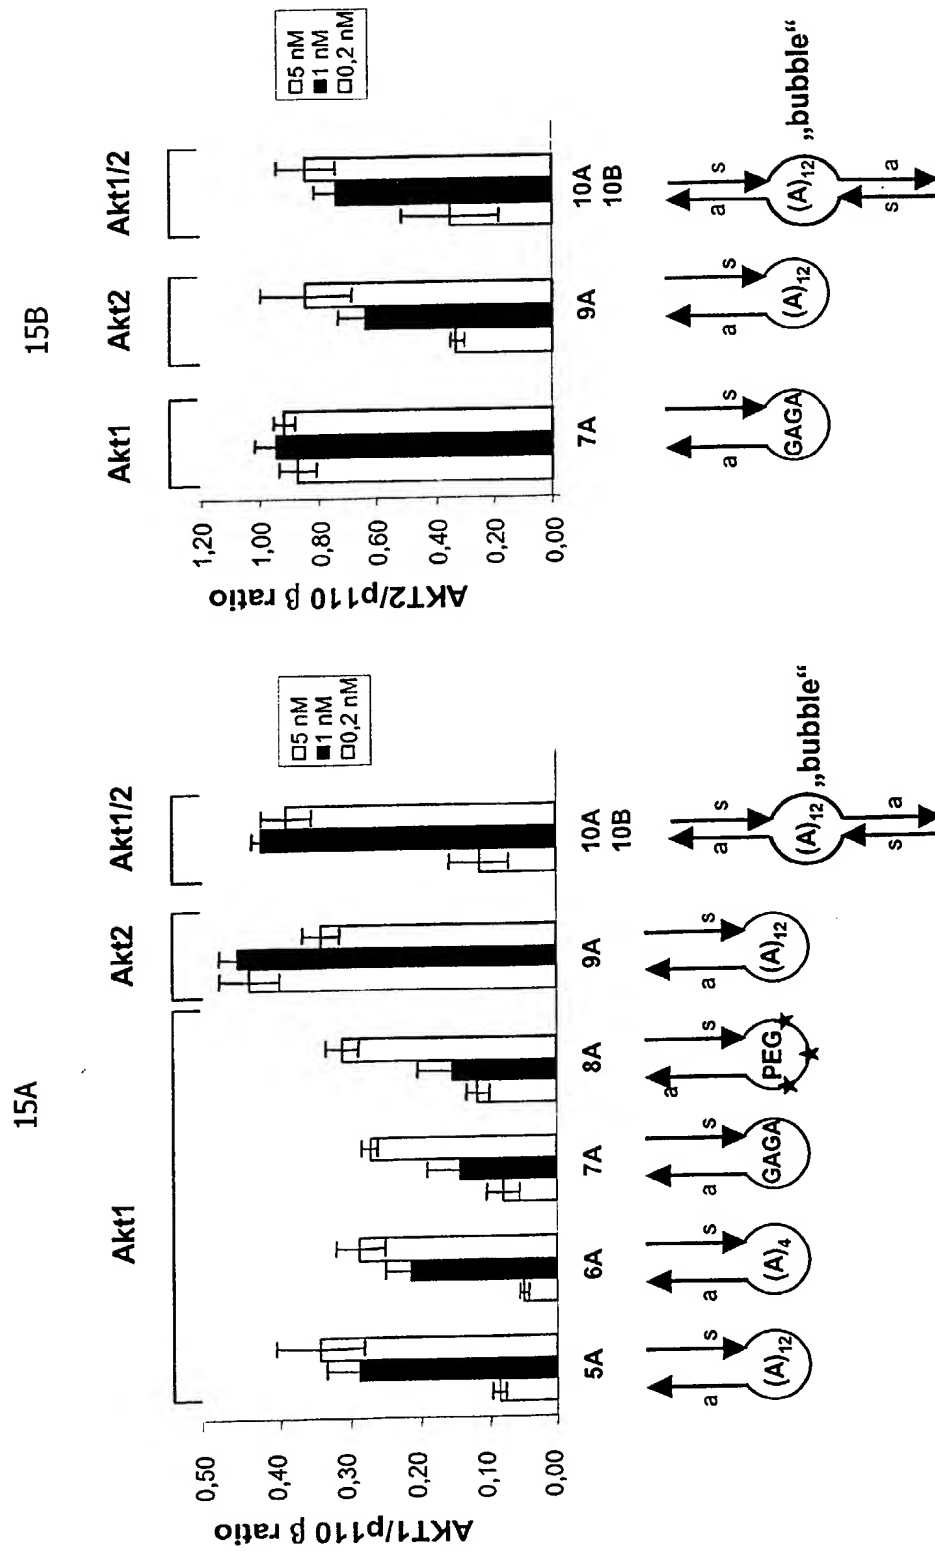 15A
Akt1
Akt2
Akt1/2
5 nM
1 nM
0,2 nM
AKT1/p110 β ratio
0,50
0,40
0,30
0,20
0,10
0,00
5A
6A
7A
8A
9A
10A
10B
a s
(A)12
a s
(A)4
a s
GAGA
a s
PEG
a s
(A)12
a s
(A)12
s a
„bubble“
15B
Akt1
Akt2
Akt1/2
5 nM
1 nM
0,2 nM
AKT2/p110 β ratio
1,20
1,00
0,80
0,60
0,40
0,20
0,00
7A
9A
10A
10B
a s
GAGA
a s
(A)12
a s
(A)12
s a
„bubble“